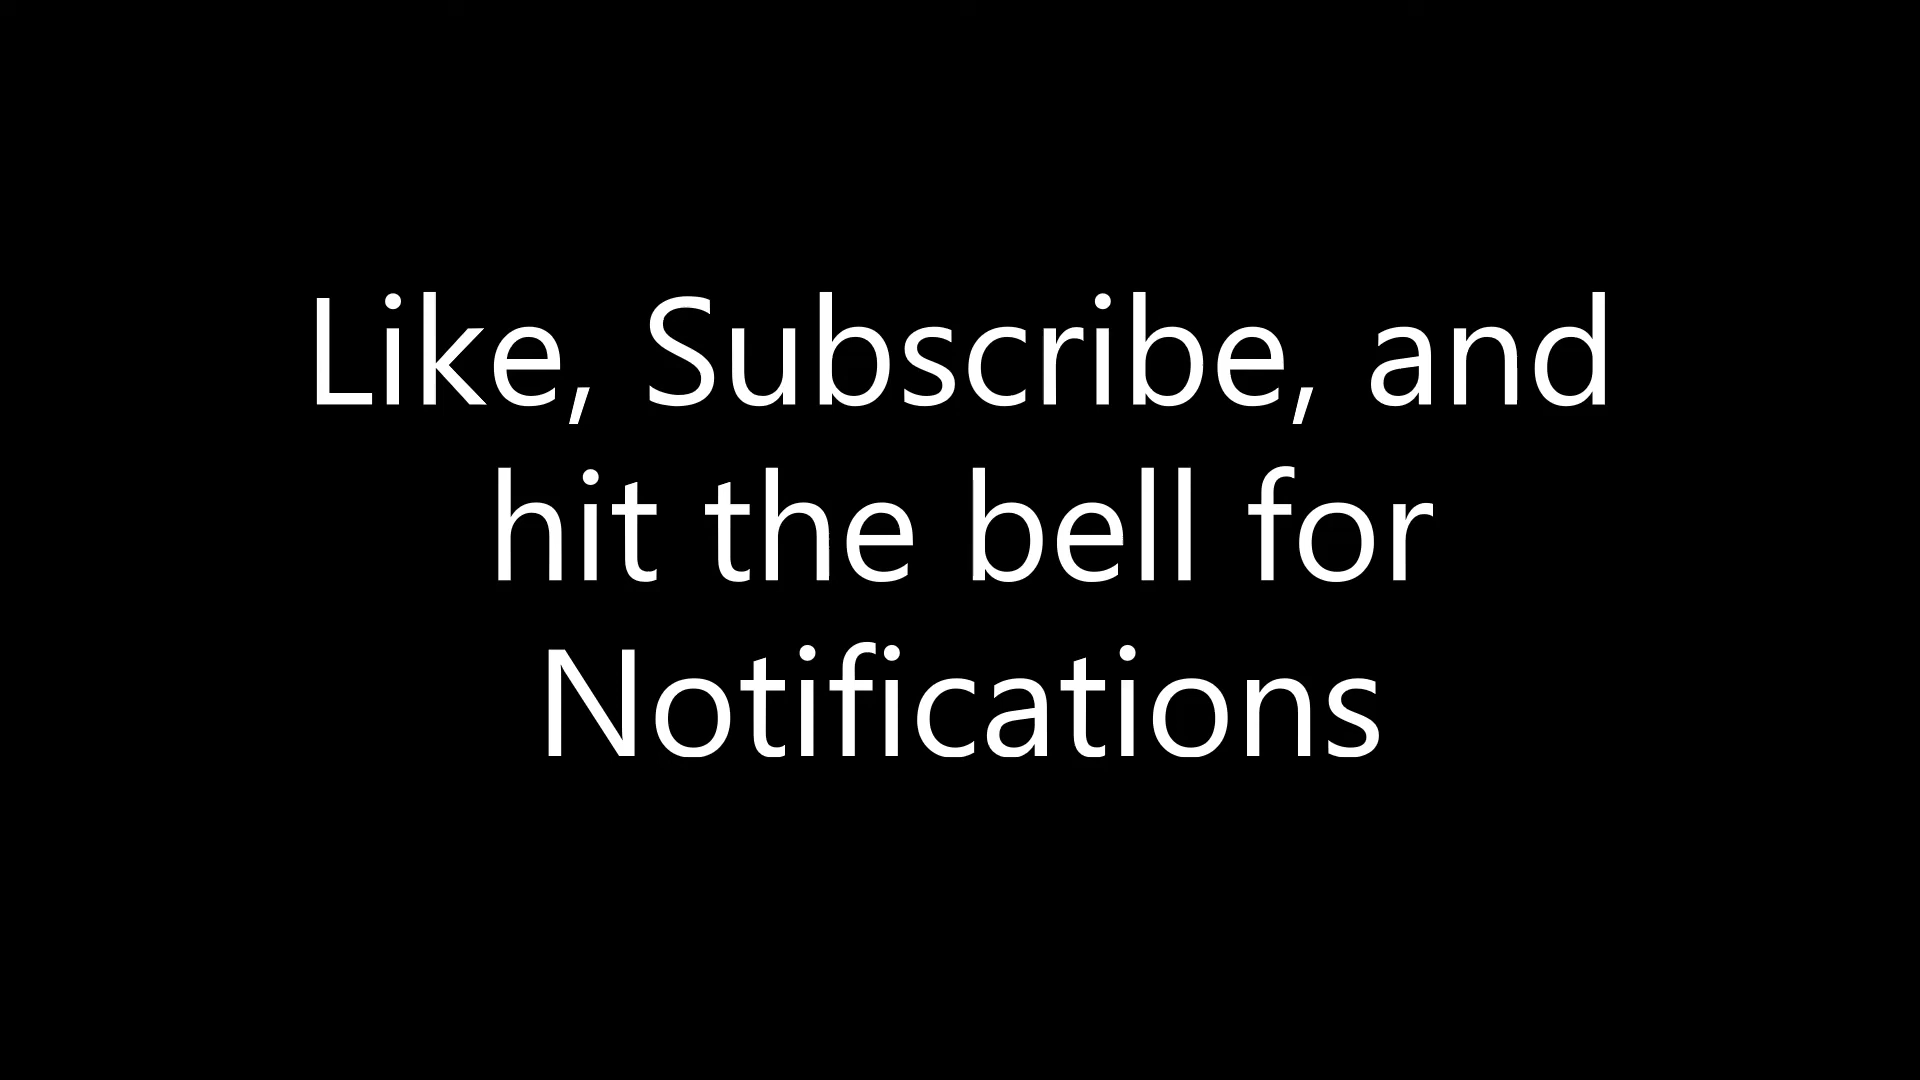 Like, Subscribe, and
hit the bell for
Notifications